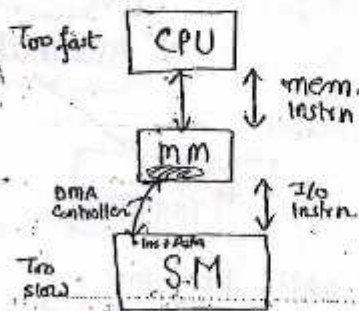 Too fast
CPU
mem.
Instrn
MM
DMA
Controller
I/o
Instrn
Ins + Data
Too
slow
S.M